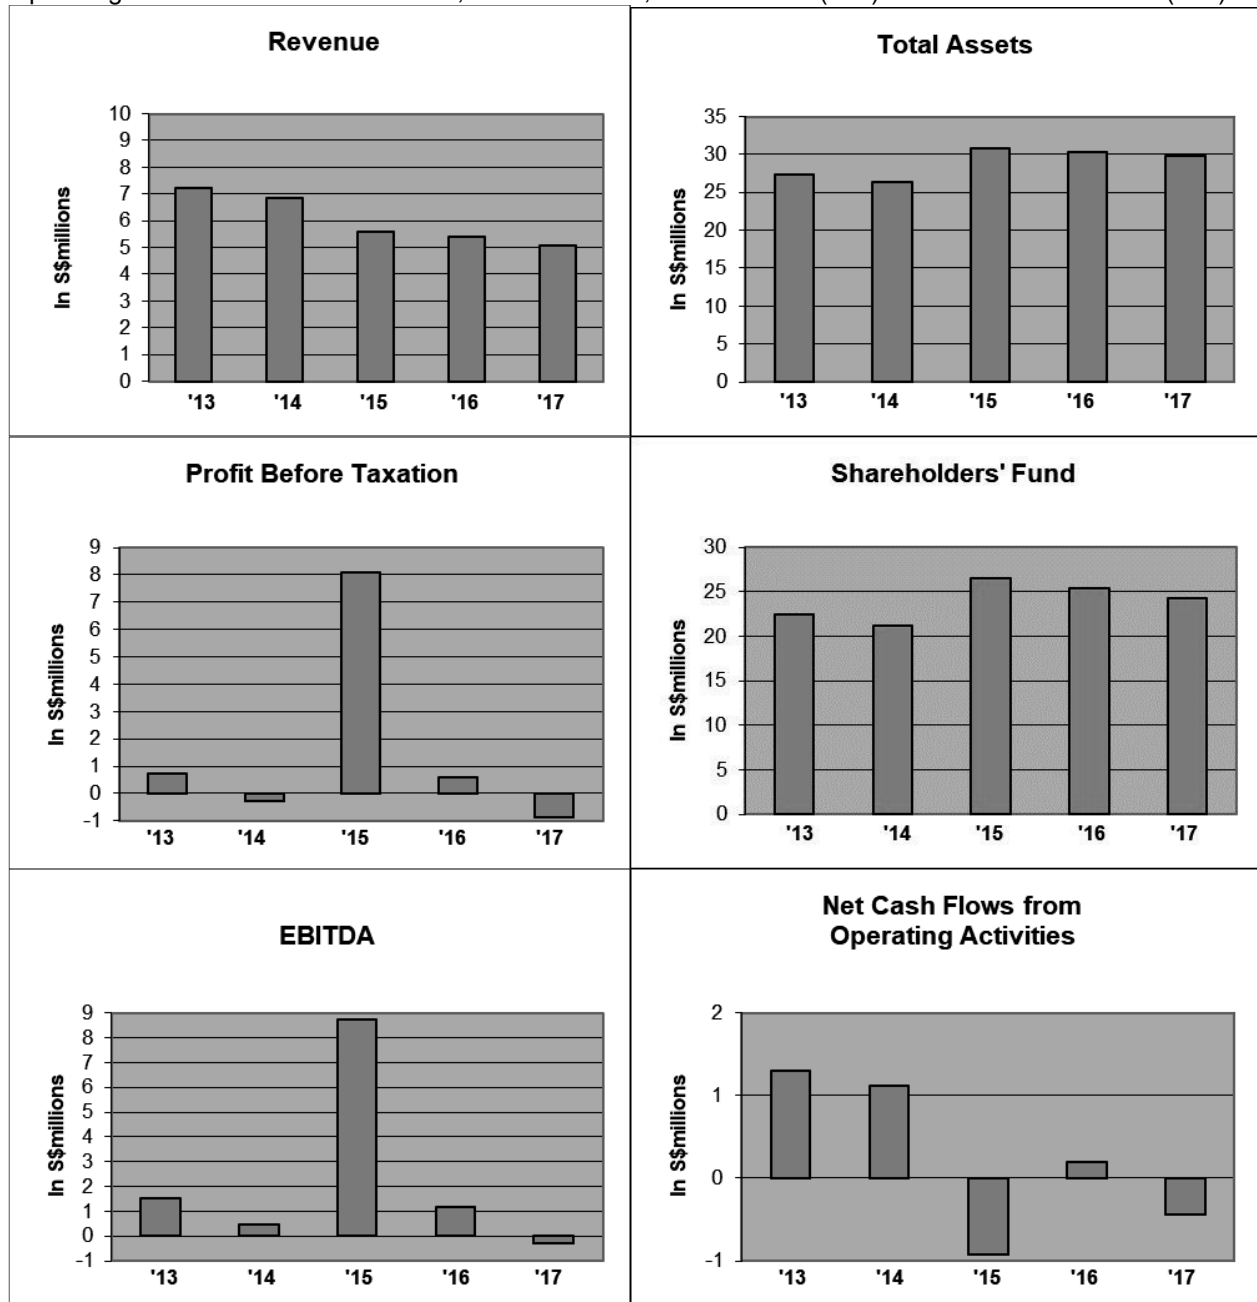 Revenue
In S$millions
10
9
8
7
6
5
4
3
2
1
0
'13 '14 '15 '16 '17
Total Assets
In S$millions
35
30
25
20
15
10
5
0
'13 '14 '15 '16 '17
Profit Before Taxation
In S$millions
9
8
7
6
5
4
3
2
1
0
-1
'13 '14 '15 '16 '17
Shareholders' Fund
In S$millions
30
25
20
15
10
5
0
'13 '14 '15 '16 '17
EBITDA
In S$millions
9
8
7
6
5
4
3
2
1
0
-1
'13 '14 '15 '16 '17
Net Cash Flows from
Operating Activities
In S$millions
2
1
0
-1
'13 '14 '15 '16 '17